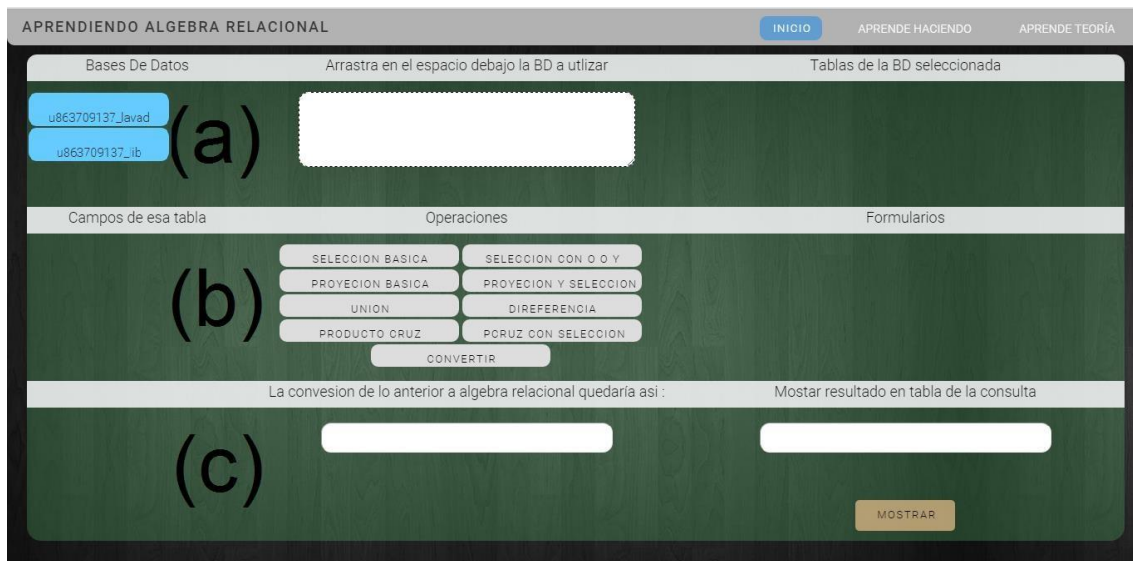 APRENDIENDO ALGEBRA RELACIONAL INICIO APRENDE HACIENDO APRENDE TEORÍA
Bases De Datos Arrastra en el espacio debajo la BD a utlizar Tablas de la BD seleccionada
u863709137_lavad
u863709137_lib
(a)
Campos de esa tabla Operaciones Formularios
(b)
SELECCION BASICA SELECCION CON O O Y
PROYECION BASICA PROYECION Y SELECCION
UNION DIREFERENCIA
PRODUCTO CRUZ PCRUZ CON SELECCION
CONVERTIR
La convesion de lo anterior a algebra relacional quedaría asi : Mostar resultado en tabla de la consulta
(c)
MOSTRAR